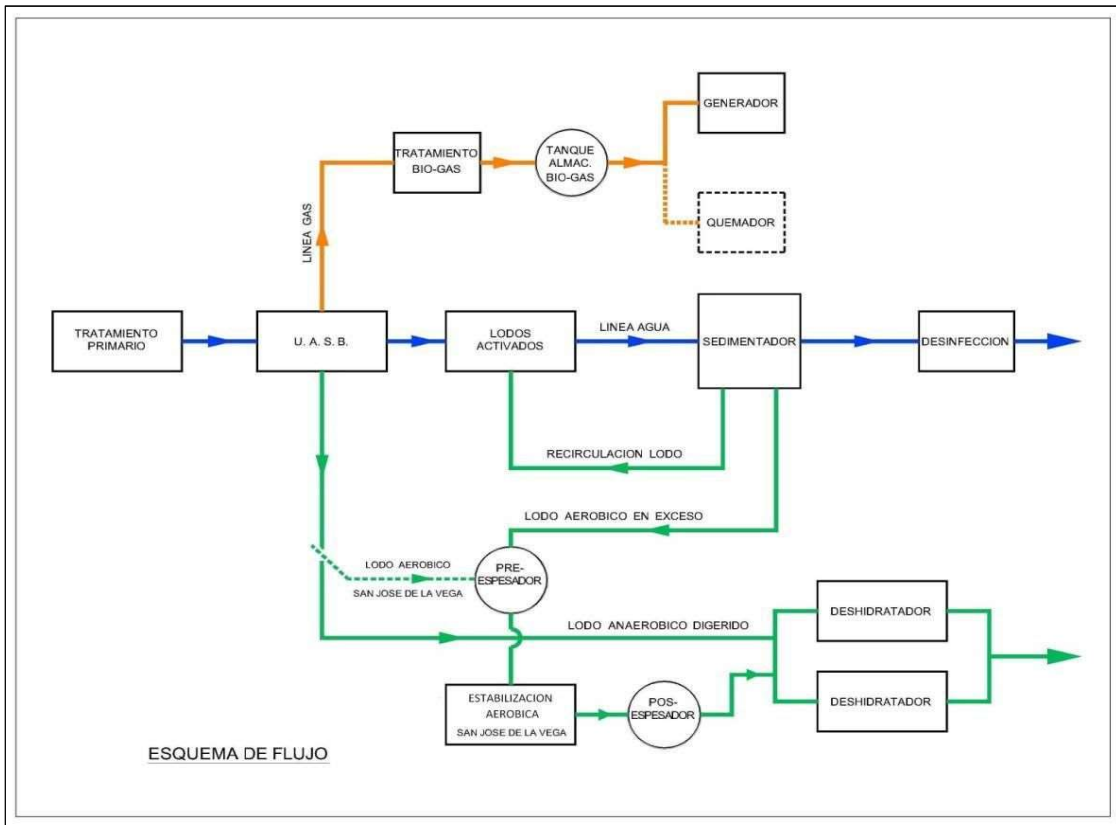 GENERADOR
TRATAMIENTO
BIO-GAS
TANQUE
ALMAC.
BIO-GAS
QUEMADOR
LINEA GAS
TRATAMIENTO
PRIMARIO
U. A. S. B.
LODOS
ACTIVADOS
LINEA AGUA
SEDIMENTADOR
DESINFECCION
RECIRCULACION LODO
LODO AEROBICO EN EXCESO
LODO AEROBICO
SAN JOSE DE LA VEGA
PRE-
ESPESADOR
LODO ANAEROBICO DIGERIDO
DESHIDRATADOR
ESTABILIZACION
AEROBICA
SAN JOSE DE LA VEGA
POS-
ESPESADOR
DESHIDRATADOR
ESQUEMA DE FLUJO